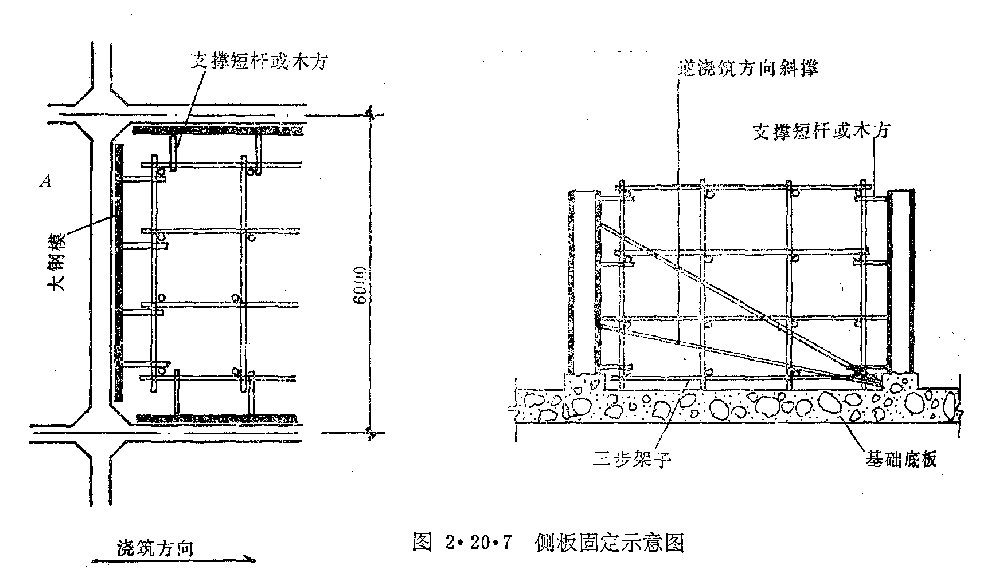 支撑短杆或木方
逆浇筑方向斜撑
支撑短杆或木方
A
大钢模
6000
三步架子
基础底板
浇筑方向
图 2·20·7 侧板固定示意图